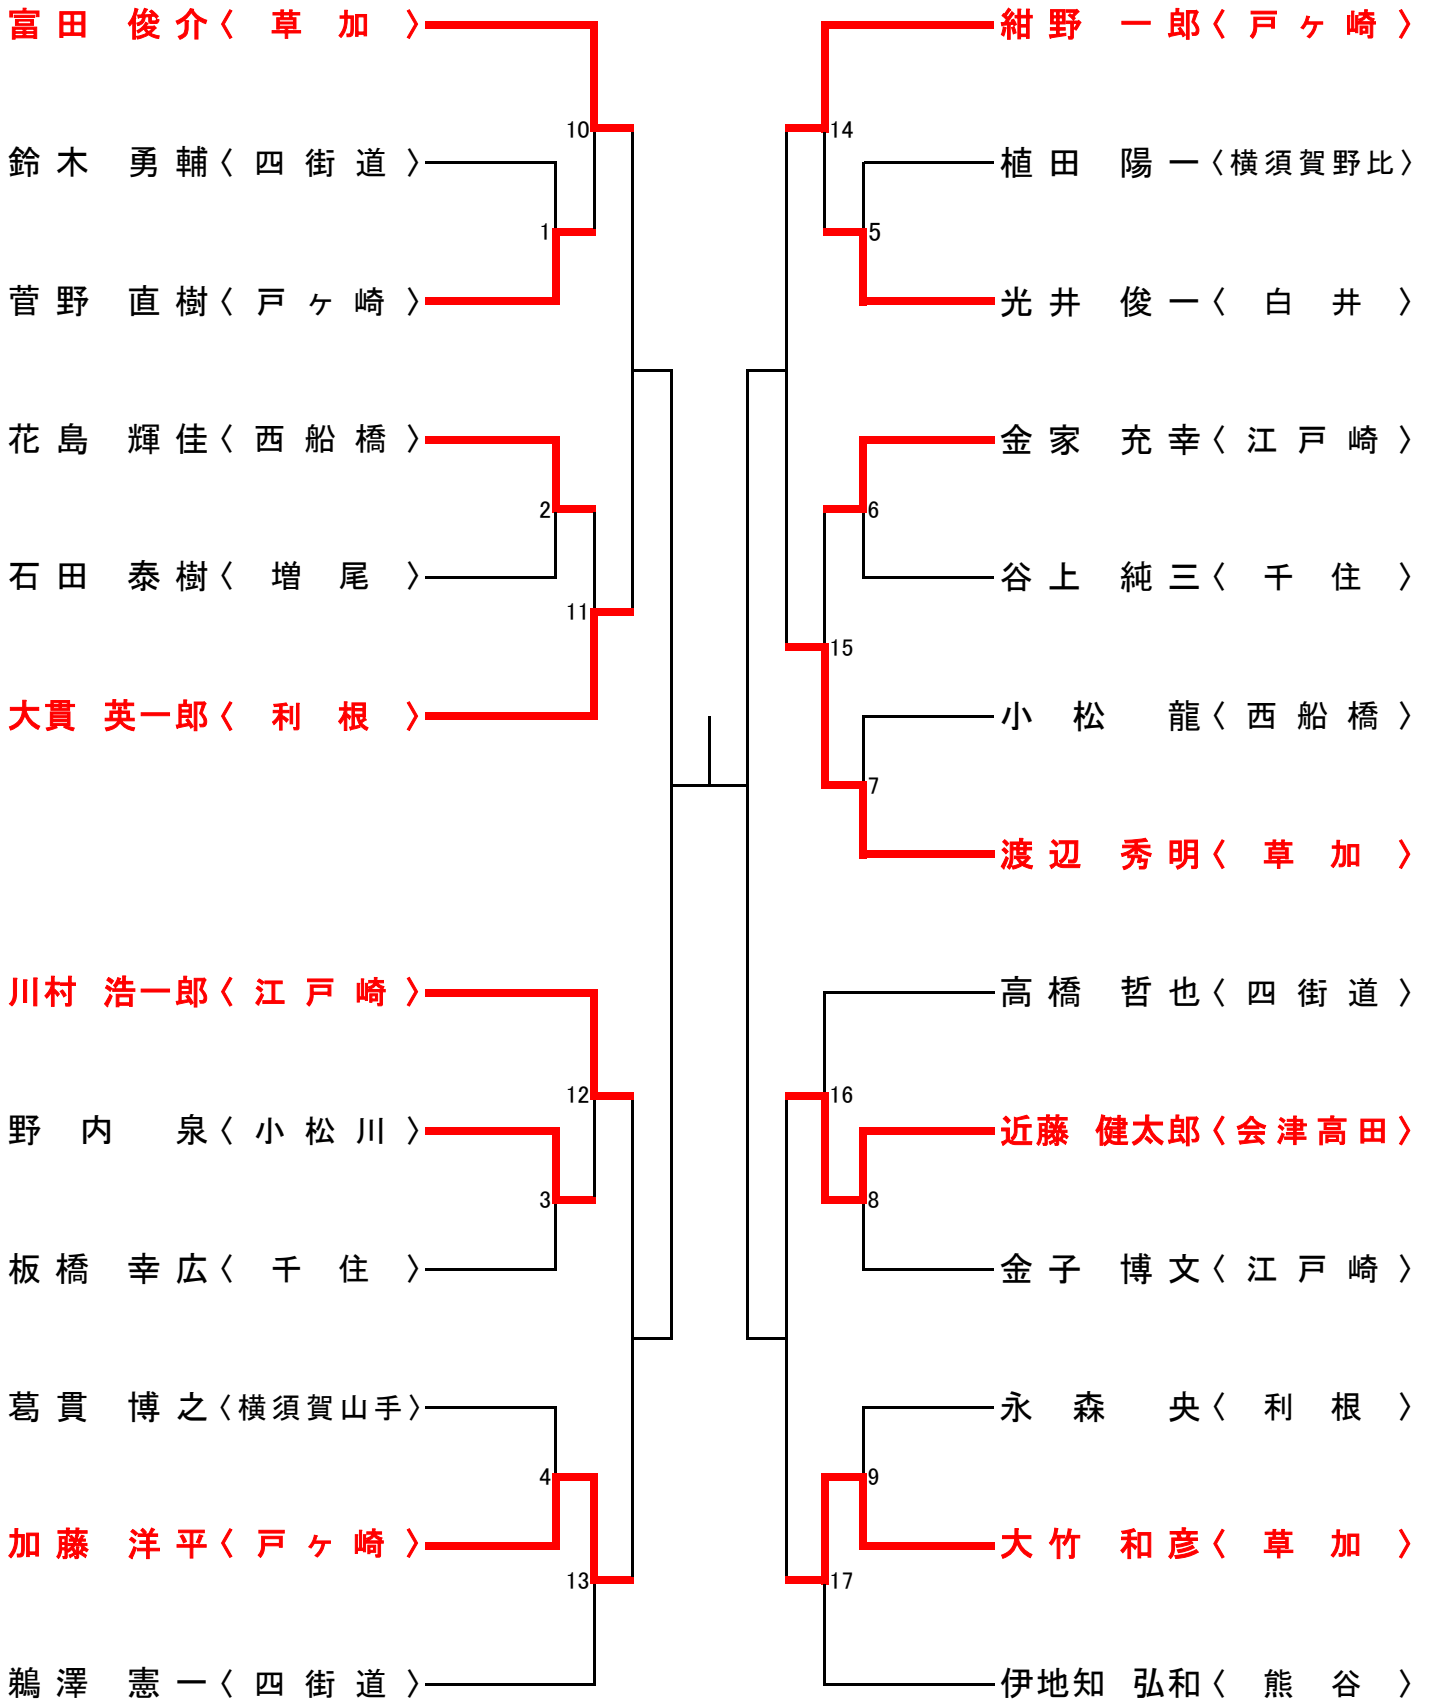 富田 俊介〈 草 加 〉
10
鈴木 勇輔〈 四 街 道 〉
1
菅野 直樹〈 戸 ヶ 崎 〉
花島 輝佳〈 西 船 橋 〉
2
石田 泰樹〈 増 尾 〉
11
大貫 英一郎〈 利 根 〉
川村 浩一郎〈 江 戸 崎 〉
12
野内 泉〈 小 松 川 〉
3
板橋 幸広〈 千 住 〉
葛貫 博之〈横須賀山手〉
4
加藤 洋平〈 戸 ヶ 崎 〉
13
鵜澤 憲一〈 四 街 道 〉
紺野 一郎〈 戸 ヶ 崎 〉
14
植田 陽一〈横須賀野比〉
5
光井 俊一〈 白 井 〉
金家 充幸〈 江 戸 崎 〉
6
谷上 純三〈 千 住 〉
15
小松 龍〈 西 船 橋 〉
7
渡辺 秀明〈 草 加 〉
高橋 哲也〈 四 街 道 〉
16
近藤 健太郎〈会津高田〉
8
金子 博文〈 江 戸 崎 〉
永森 央〈 利 根 〉
9
大竹 和彦〈 草 加 〉
17
伊地知 弘和〈 熊 谷 〉